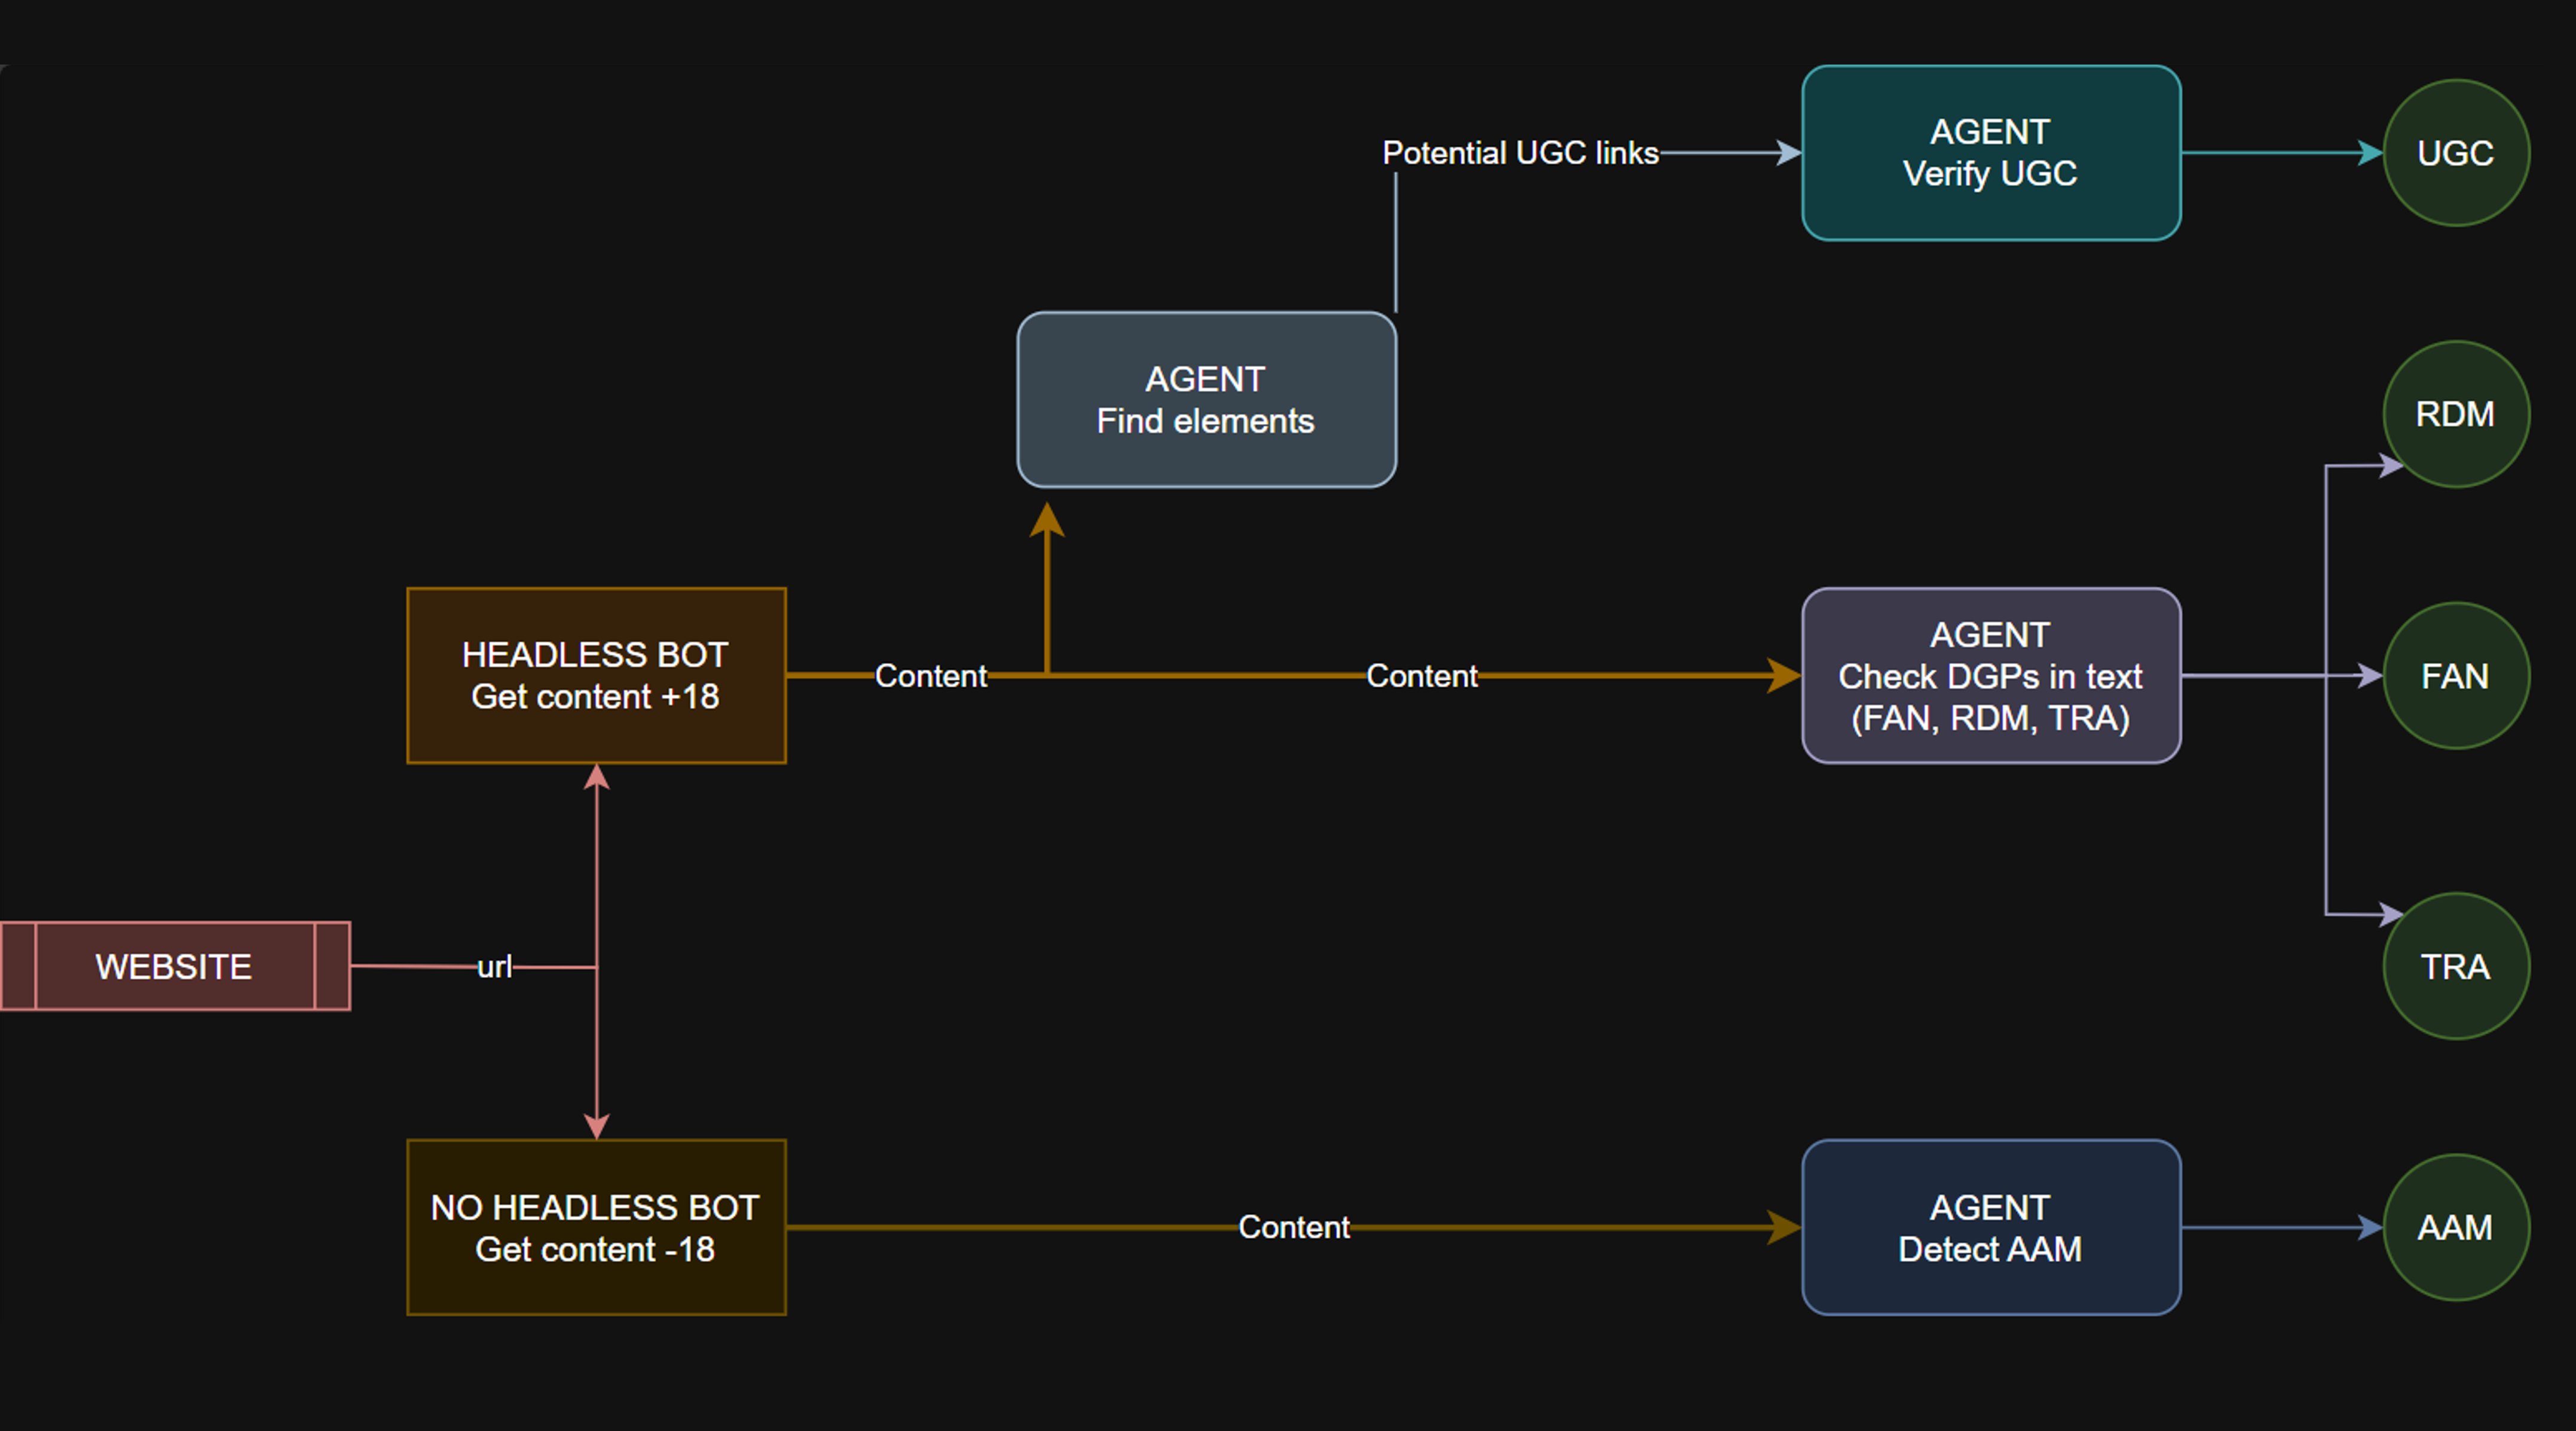 AGENT
Verify UGC
UGC
Potential UGC links
RDM
AGENT
Find elements
HEADLESS BOT
Get content +18
Content
Content
AGENT
Check DGPs in text
(FAN, RDM, TRA)
FAN
WEBSITE
url
TRA
NO HEADLESS BOT
Get content -18
Content
AGENT
Detect AAM
AAM